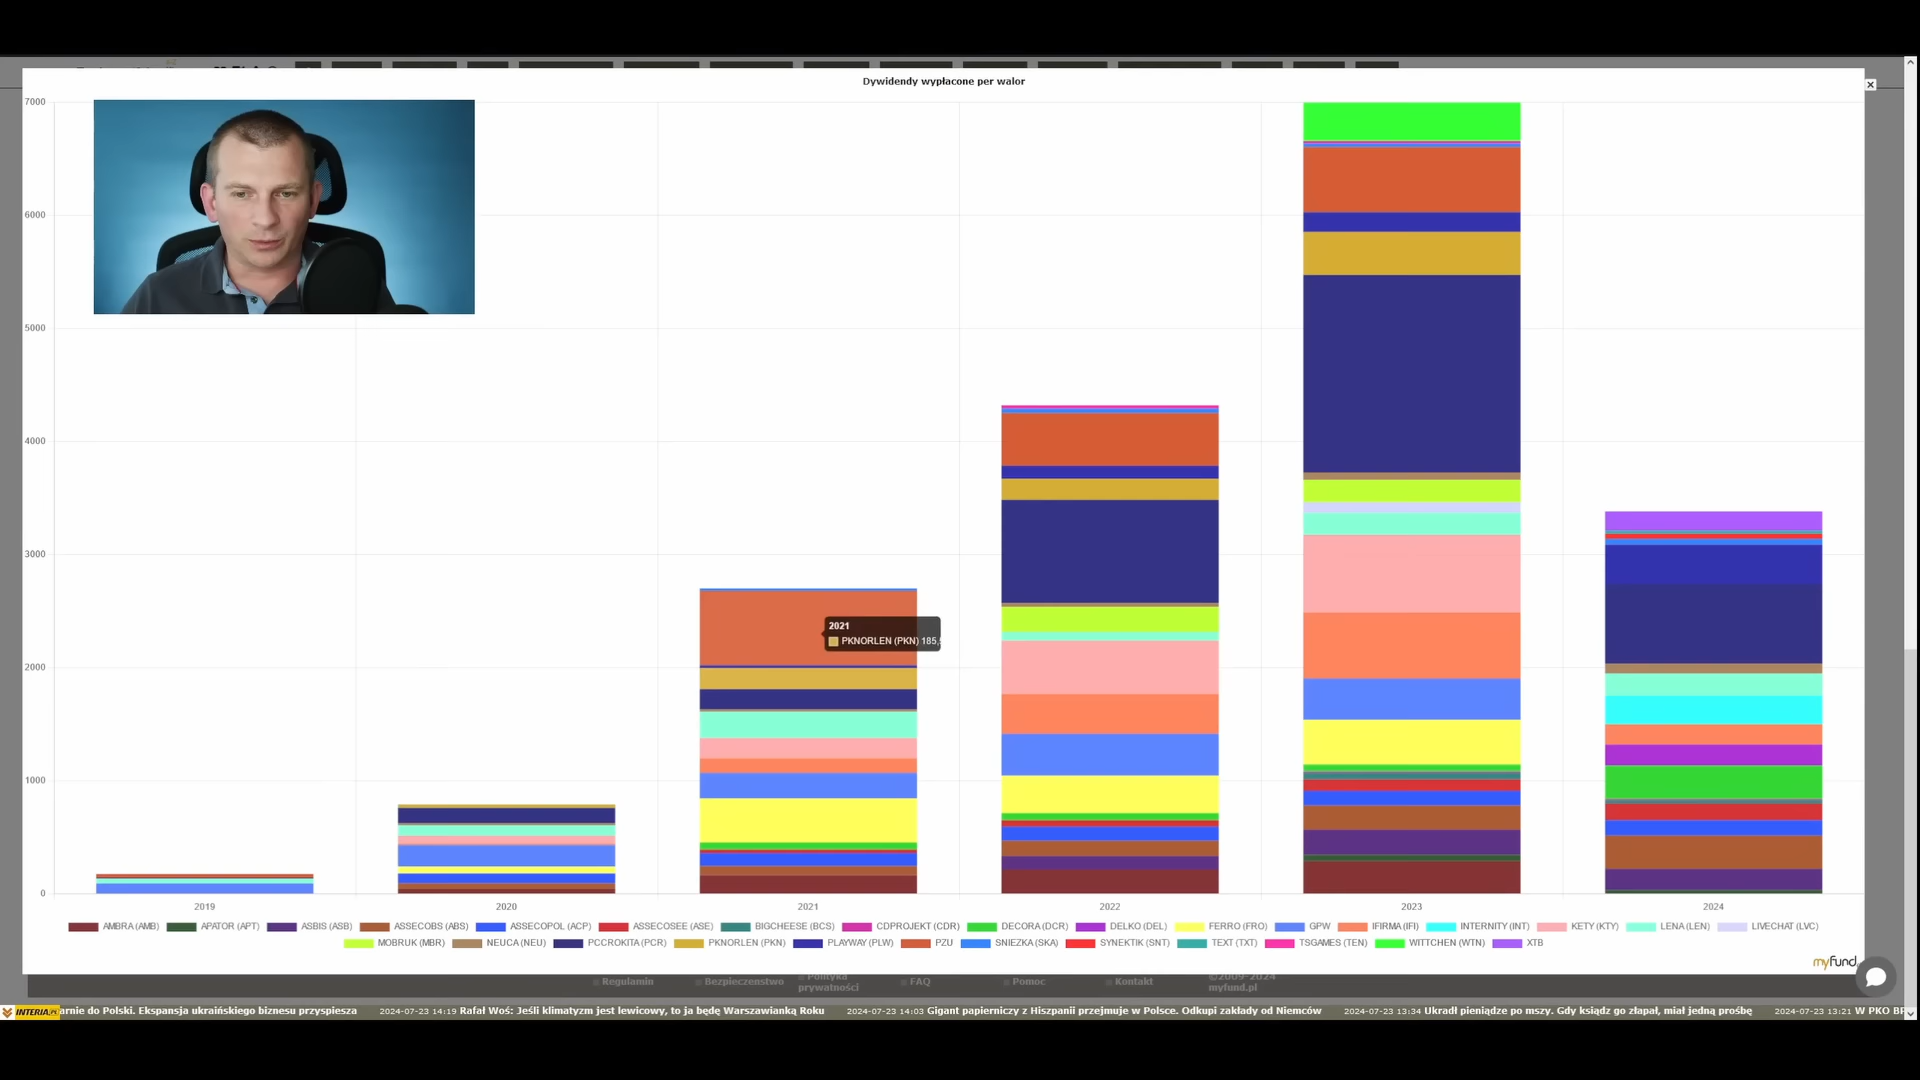 Dywidendy wypłacone per walor
7000
6000
5000
4000
3000
2000
1000
0
2021
PKNORLEN (PKN) 185,
2019 2020 2021 2022 2023 2024
AMBRA (AMB) APATOR (APT) ASBIS (ASB) ASSECOBS (ABS) ASSECOPOL (ACP) ASSECOSEE (ASE) BIGCHEESE (BCS) CDPROJEKT (CDR) DECORA (DCR) DELKO (DEL) FERRO (FRO) GPW IFIRMA (IFI) INTERNITY (INT) KETY (KTY) LENA (LEN) LIVECHAT (LVC)
MOBRUK (MBR) NEUCA (NEU) PCCROKITA (PCR) PKNORLEN (PKN) PLAYWAY (PLW) PZU SNIEZKA (SKA) SYNEKTIK (SNT) TEXT (TXT) TSGAMES (TEN) WITTCHEN (WTN) XTB
myfund
Regulamin Bezpieczeństwo Polityka prywatności FAQ Pomoc Kontakt ©2009-2024 myfund.pl
INTERIA.PL arnie do Polski. Ekspansja ukraińskiego biznesu przyspiesza 2024-07-23 14:19 Rafał Woś: Jeśli klimatyzm jest lewicowy, to ja będę Warszawianką Roku 2024-07-23 14:03 Gigant papierniczy z Hiszpanii przejmuje w Polsce. Odkupi zakłady od Niemców 2024-07-23 13:34 Ukradł pieniądze po mszy. Gdy ksiądz go złapał, miał jedną prośbę 2024-07-23 13:21 W PKO BP